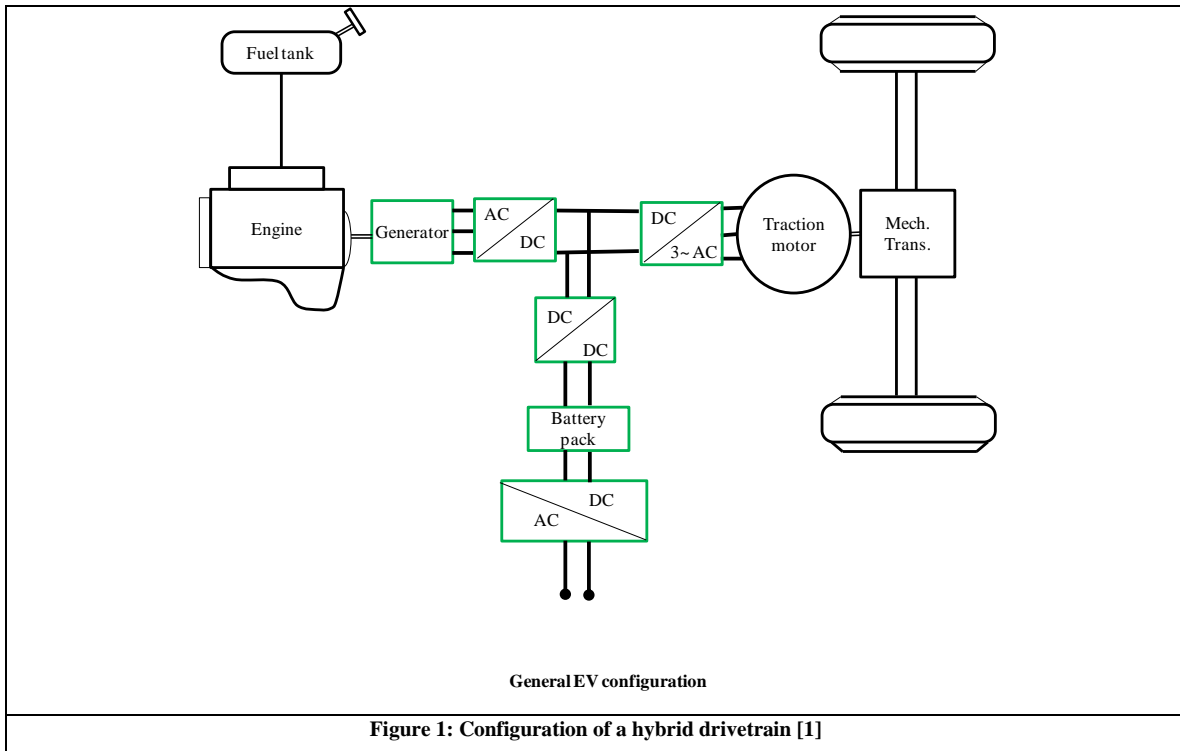 Fuel tank
Engine
Generator
AC
DC
DC
3~ AC
Traction
motor
Mech.
Trans.
DC
DC
Battery
pack
DC
AC
General EV configuration
Figure 1: Configuration of a hybrid drivetrain [1]